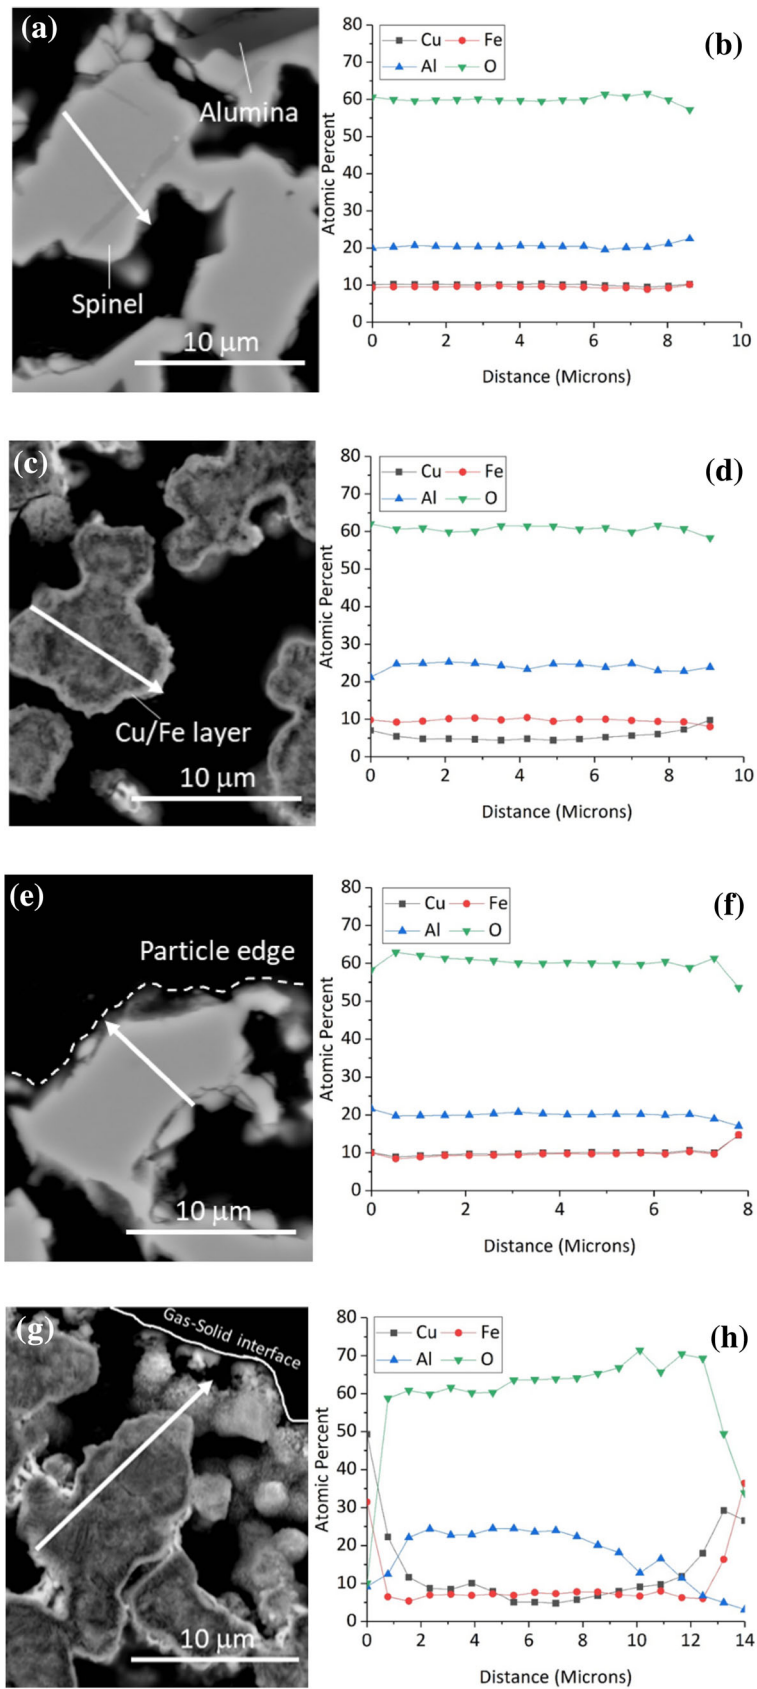 (a)
Alumina
Spinel
10 μm
(b)
Cu Fe
Al O
80
70
60
50
40
30
20
10
0
Atomic Percent
0 2 4 6 8 10
Distance (Microns)
(c)
Cu/Fe layer
10 μm
(d)
Cu Fe
Al O
80
70
60
50
40
30
20
10
0
Atomic Percent
0 2 4 6 8 10
Distance (Microns)
(e)
Particle edge
10 μm
(f)
Cu Fe
Al O
80
70
60
50
40
30
20
10
0
Atomic Percent
0 2 4 6 8
Distance (Microns)
(g)
Gas-Solid interface
10 μm
(h)
Cu Fe
Al O
80
70
60
50
40
30
20
10
0
Atomic Percent
0 2 4 6 8 10 12 14
Distance (Microns)